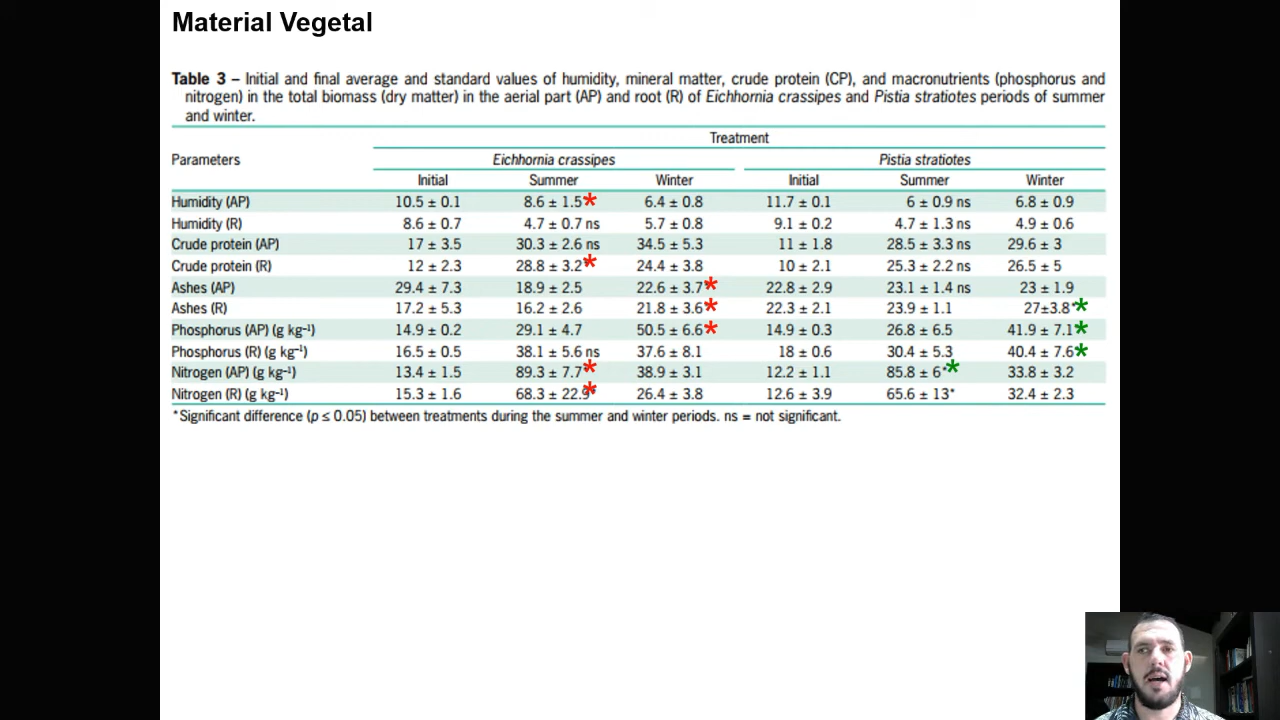 Material Vegetal
Table 3 – Initial and final average and standard values of humidity, mineral matter, crude protein (CP), and macronutrients (phosphorus and
nitrogen) in the total biomass (dry matter) in the aerial part (AP) and root (R) of Eichhornia crassipes and Pistia stratiotes periods of summer
and winter.
Treatment
Parameters Eichhornia crassipes Pistia stratiotes
Initial Summer Winter Initial Summer Winter
Humidity (AP) 10.5 ± 0.1 8.6 ± 1.5* 6.4 ± 0.8 11.7 ± 0.1 6 ± 0.9 ns 6.8 ± 0.9
Humidity (R) 8.6 ± 0.7 4.7 ± 0.7 ns 5.7 ± 0.8 9.1 ± 0.2 4.7 ± 1.3 ns 4.9 ± 0.6
Crude protein (AP) 17 ± 3.5 30.3 ± 2.6 ns 34.5 ± 5.3 11 ± 1.8 28.5 ± 3.3 ns 29.6 ± 3
Crude protein (R) 12 ± 2.3 28.8 ± 3.2* 24.4 ± 3.8 10 ± 2.1 25.3 ± 2.2 ns 26.5 ± 5
Ashes (AP) 29.4 ± 7.3 18.9 ± 2.5 22.6 ± 3.7* 22.8 ± 2.9 23.1 ± 1.4 ns 23 ± 1.9
Ashes (R) 17.2 ± 5.3 16.2 ± 2.6 21.8 ± 3.6* 22.3 ± 2.1 23.9 ± 1.1 27±3.8*
Phosphorus (AP) (g kg⁻¹) 14.9 ± 0.2 29.1 ± 4.7 50.5 ± 6.6* 14.9 ± 0.3 26.8 ± 6.5 41.9 ± 7.1*
Phosphorus (R) (g kg⁻¹) 16.5 ± 0.5 38.1 ± 5.6 ns 37.6 ± 8.1 18 ± 0.6 30.4 ± 5.3 40.4 ± 7.6*
Nitrogen (AP) (g kg⁻¹) 13.4 ± 1.5 89.3 ± 7.7* 38.9 ± 3.1 12.2 ± 1.1 85.8 ± 6* 33.8 ± 3.2
Nitrogen (R) (g kg⁻¹) 15.3 ± 1.6 68.3 ± 22.9* 26.4 ± 3.8 12.6 ± 3.9 65.6 ± 13* 32.4 ± 2.3
*Significant difference (p ≤ 0.05) between treatments during the summer and winter periods. ns = not significant.